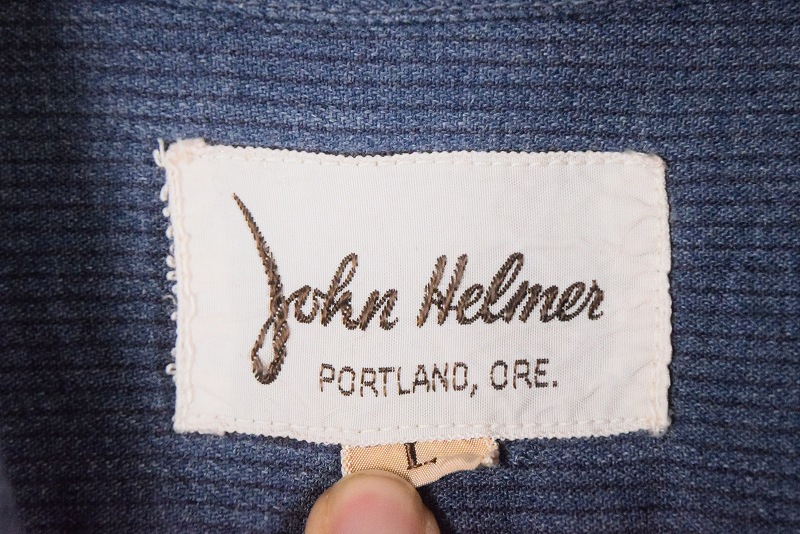 John Helmer
PORTLAND, ORE.
L